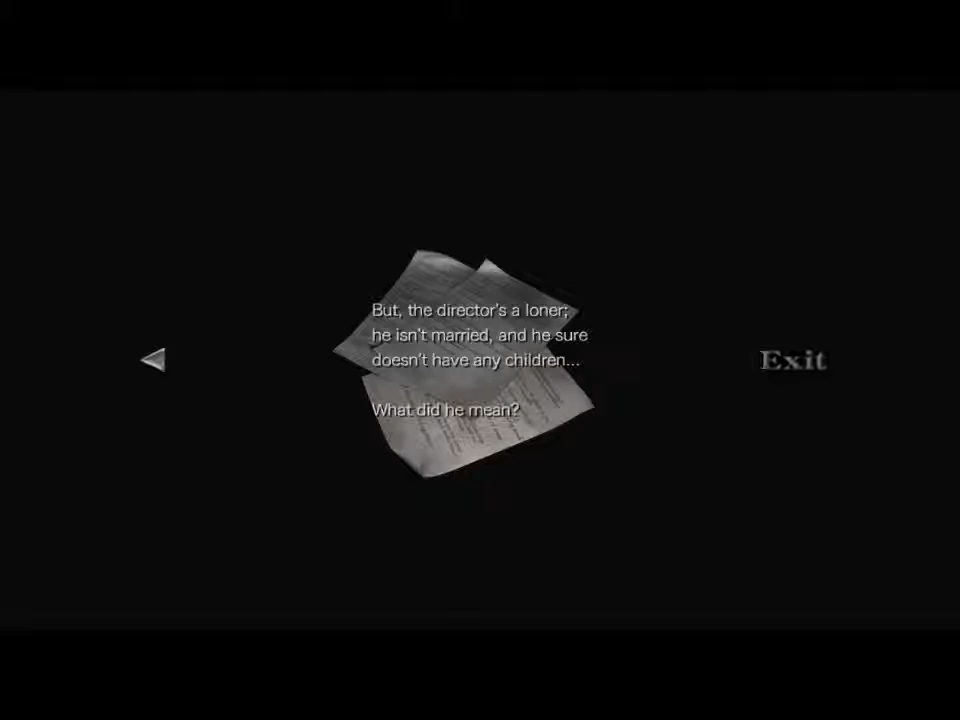 But, the director's a loner;
he isn't married, and he sure
doesn't have any children...
What did he mean?
Exit